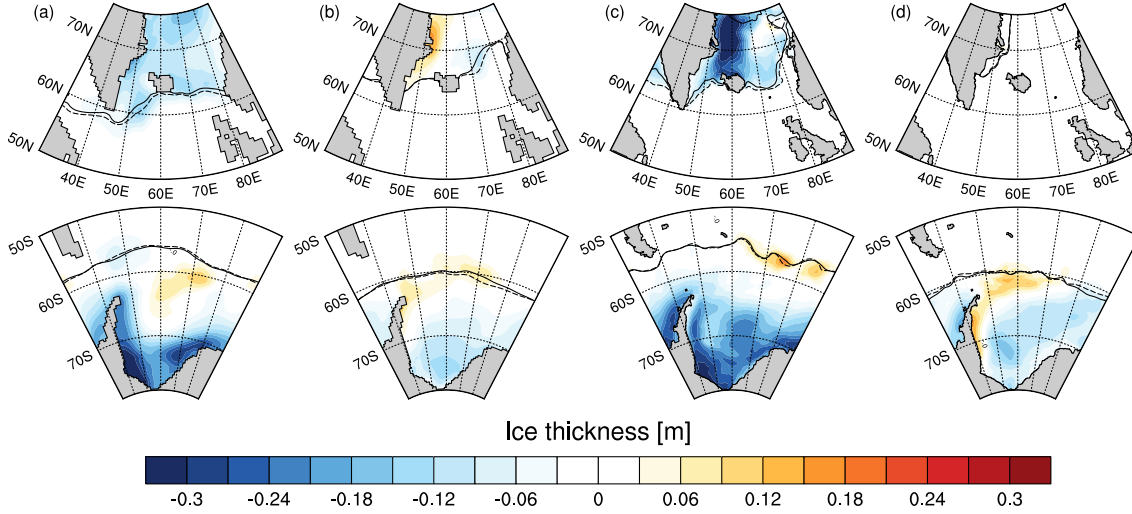 (a) (b) (c) (d)
70N 70N 70N 70N
60N 60N 60N 60N
50N 50N 50N 50N
40E 50E 60E 70E 80E 40E 50E 60E 70E 80E 40E 50E 60E 70E 80E 40E 50E 60E 70E 80E
50S 50S 50S 50S
60S 60S 60S 60S
70S 70S 70S 70S
Ice thickness [m]
-0.3 -0.24 -0.18 -0.12 -0.06 0 0.06 0.12 0.18 0.24 0.3